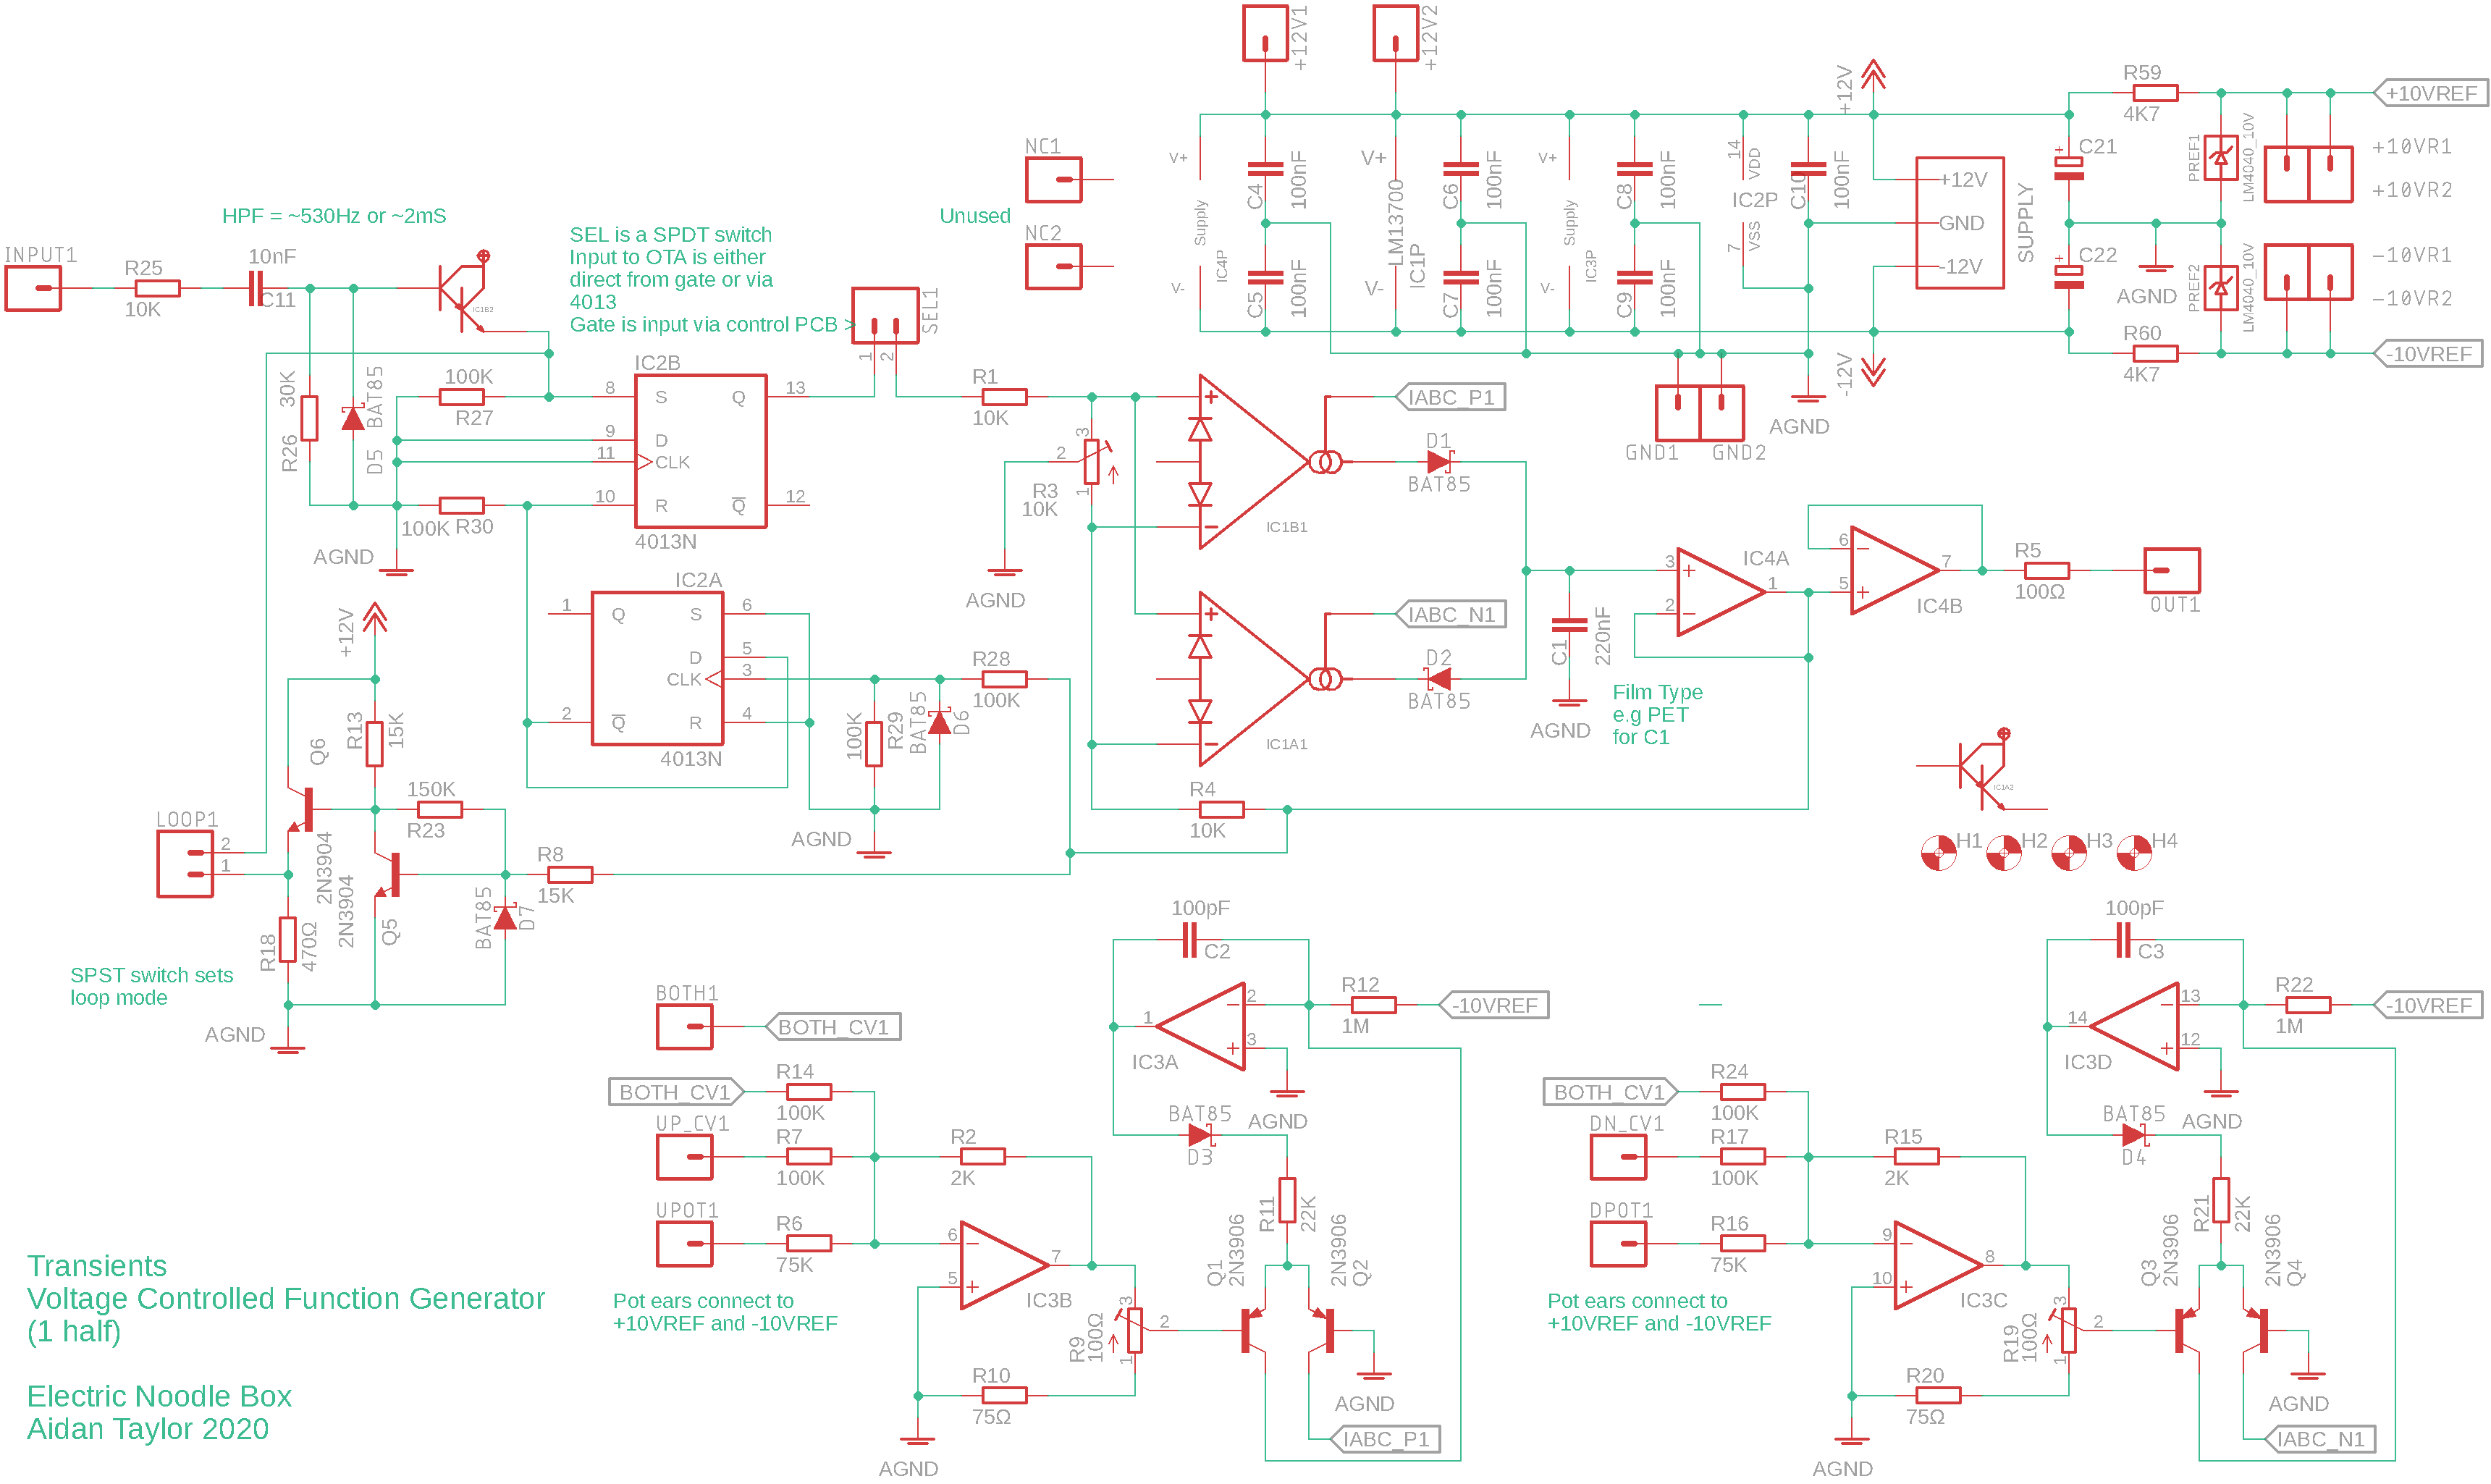 +12V1
+12V2
+12V
R59
4K7
+10VREF
NC1
V+
C4
100nF
V+
C6
100nF
V+
C8
100nF
14
VDD
C10
100nF
+12V
GND
-12V
SUPPLY
C21
PREF1
LM4040_10V
+10VR1
+10VR2
HPF = ~530Hz or ~2mS
Unused
Supply
IC4P
LM13700
IC1P
Supply
IC3P
IC2P
7
VSS
INPUT1
R25
10K
10nF
C11
IC1B2
SEL is a SPDT switch
Input to OTA is either
direct from gate or via
4013
Gate is input via control PCB >
SEL1
1
2
NC2
V-
C5
100nF
V-
C7
100nF
V-
C9
100nF
C22
AGND
PREF2
LM4040_10V
-10VR1
-10VR2
R60
4K7
-10VREF
-12V
AGND
GND1
GND2
30K
R26
BAT85
D5
100K
R27
IC2B
8
S
Q
13
9
D
11
CLK
10
R
Q
12
4013N
100K
R30
AGND
R1
10K
3
2
1
R3
10K
AGND
IC1B1
IABC_P1
D1
BAT85
IC1A1
IABC_N1
D2
BAT85
C1
220nF
AGND
Film Type
e.g PET
for C1
3
2
1
IC4A
6
5
7
IC4B
R5
100Ω
OUT1
IC2A
1
Q
S
6
D
5
CLK
3
2
Q
R
4
4013N
R28
100K
100K
R29
BAT85
D6
AGND
R4
10K
+12V
Q6
R13
15K
150K
R23
LOOP1
2
1
2N3904
2N3904
Q5
R18
470Ω
BAT85
D7
R8
15K
SPST switch sets
loop mode
AGND
IC1A2
H1
H2
H3
H4
BOTH1
BOTH_CV1
BOTH_CV1
R14
100K
UP_CV1
R7
100K
UPOT1
R6
75K
Pot ears connect to
+10VREF and -10VREF
R2
2K
6
5
7
IC3B
R9
100Ω
3
2
1
R10
75Ω
AGND
100pF
C2
1
2
3
IC3A
R12
1M
-10VREF
AGND
BAT85
D3
R11
22K
Q1
2N3906
2N3906
Q2
AGND
IABC_P1
BOTH_CV1
R24
100K
DN_CV1
R17
100K
DPOT1
R16
75K
Pot ears connect to
+10VREF and -10VREF
R15
2K
9
10
8
IC3C
R19
100Ω
3
2
1
R20
75Ω
AGND
100pF
C3
14
13
12
IC3D
R22
1M
-10VREF
AGND
BAT85
D4
R21
22K
Q3
2N3906
2N3906
Q4
AGND
IABC_N1
Transients
Voltage Controlled Function Generator
(1 half)
Electric Noodle Box
Aidan Taylor 2020